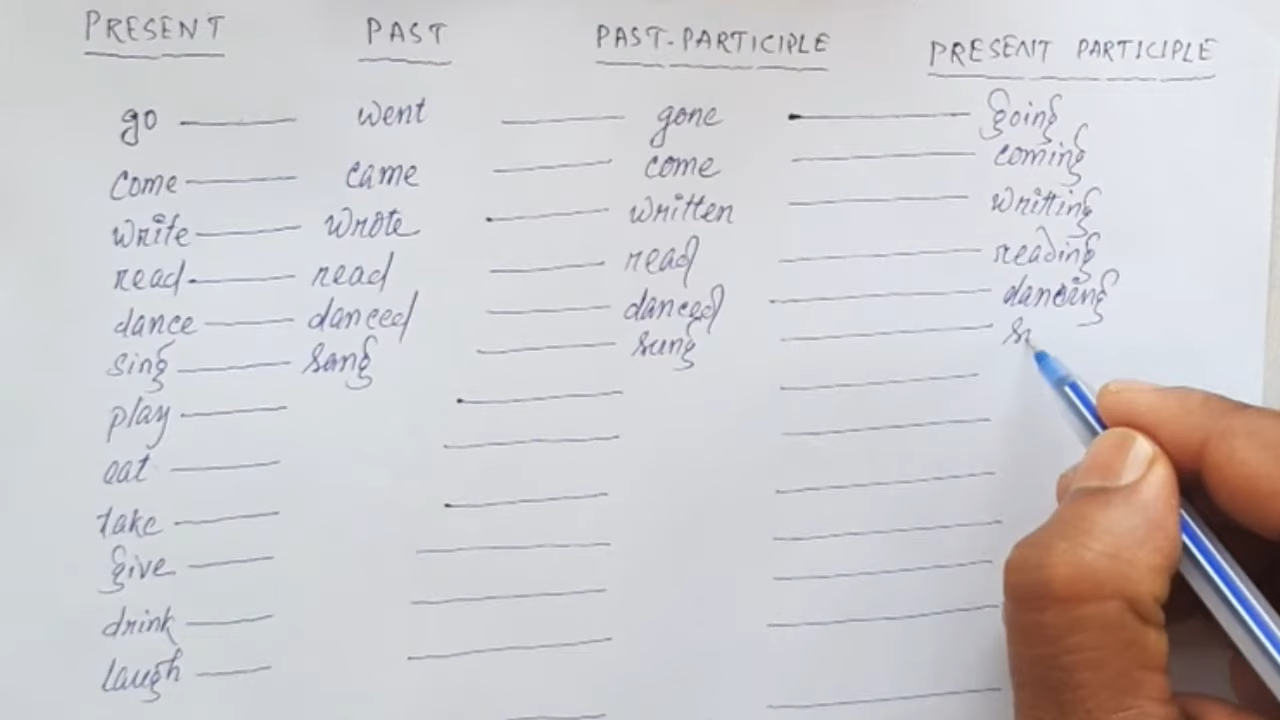 PRESENT PAST PAST-PARTICIPLE PRESENT PARTICIPLE
go went gone going
come came come coming
write wrote written writting
read read read reading
dance danced danced dancing
sing sang sung s
play
eat
take
give
drink
laugh